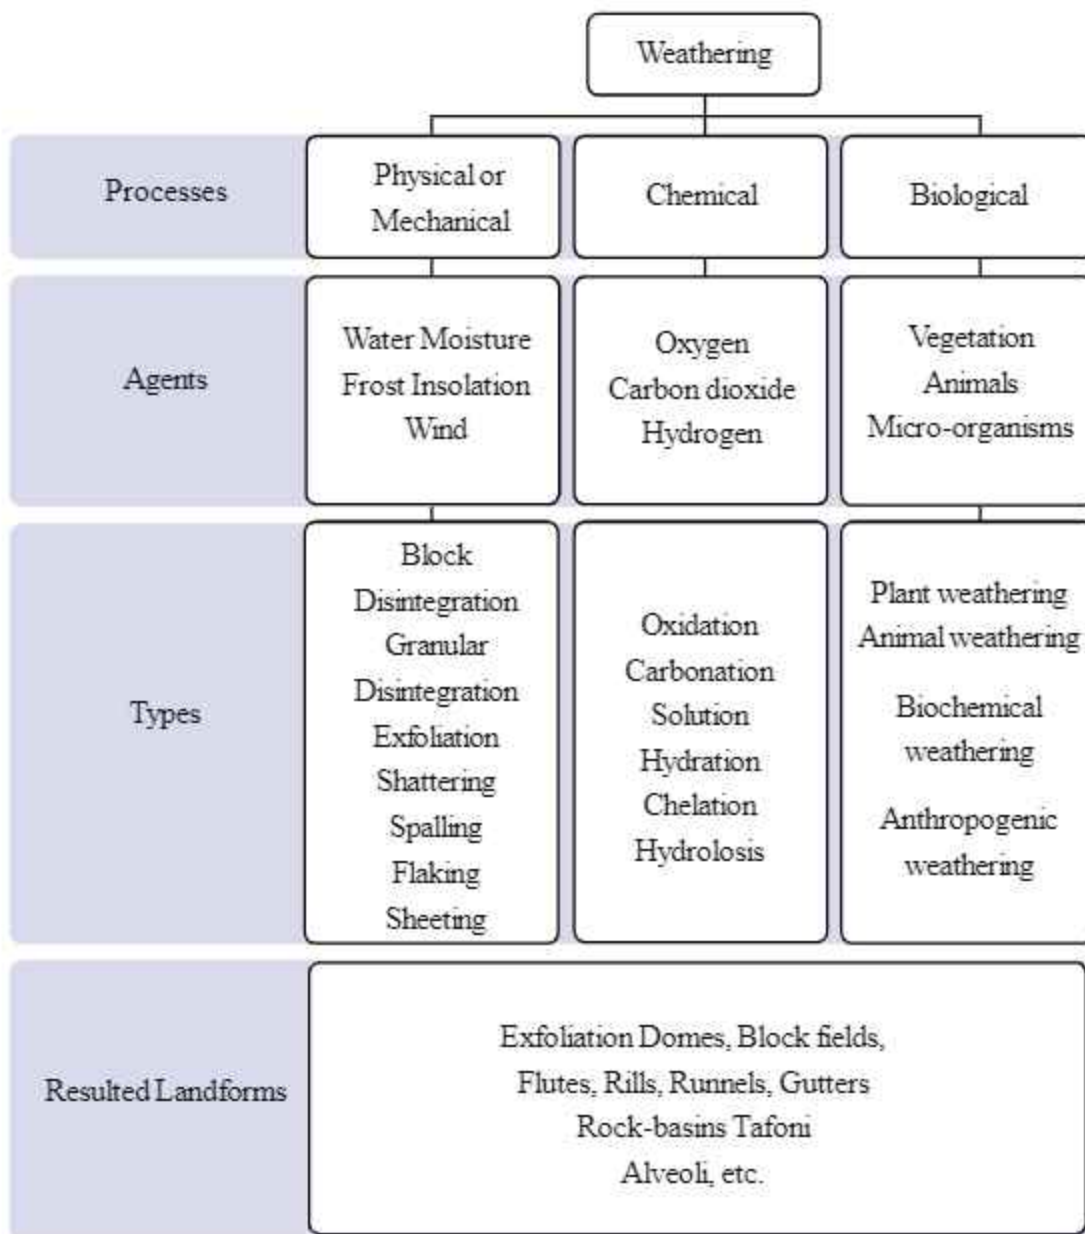 Weathering
Processes
Physical or
Mechanical
Chemical
Biological
Agents
Water Moisture
Frost Insolation
Wind
Oxygen
Carbon dioxide
Hydrogen
Vegetation
Animals
Micro-organisms
Types
Block
Disintegration
Granular
Disintegration
Exfoliation
Shattering
Spalling
Flaking
Sheeting
Oxidation
Carbonation
Solution
Hydration
Chelation
Hydrolosis
Plant weathering
Animal weathering
Biochemical
weathering
Anthropogenic
weathering
Resulted Landforms
Exfoliation Domes, Block fields,
Flutes, Rills, Runnels, Gutters
Rock-basins Tafoni
Alveoli, etc.